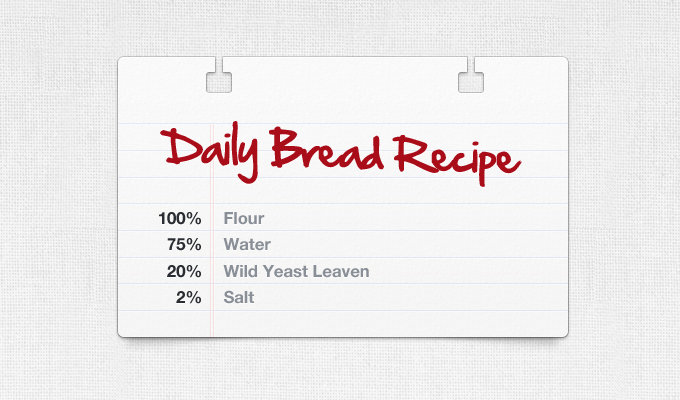 Daily Bread Recipe
100% Flour
75% Water
20% Wild Yeast Leaven
2% Salt